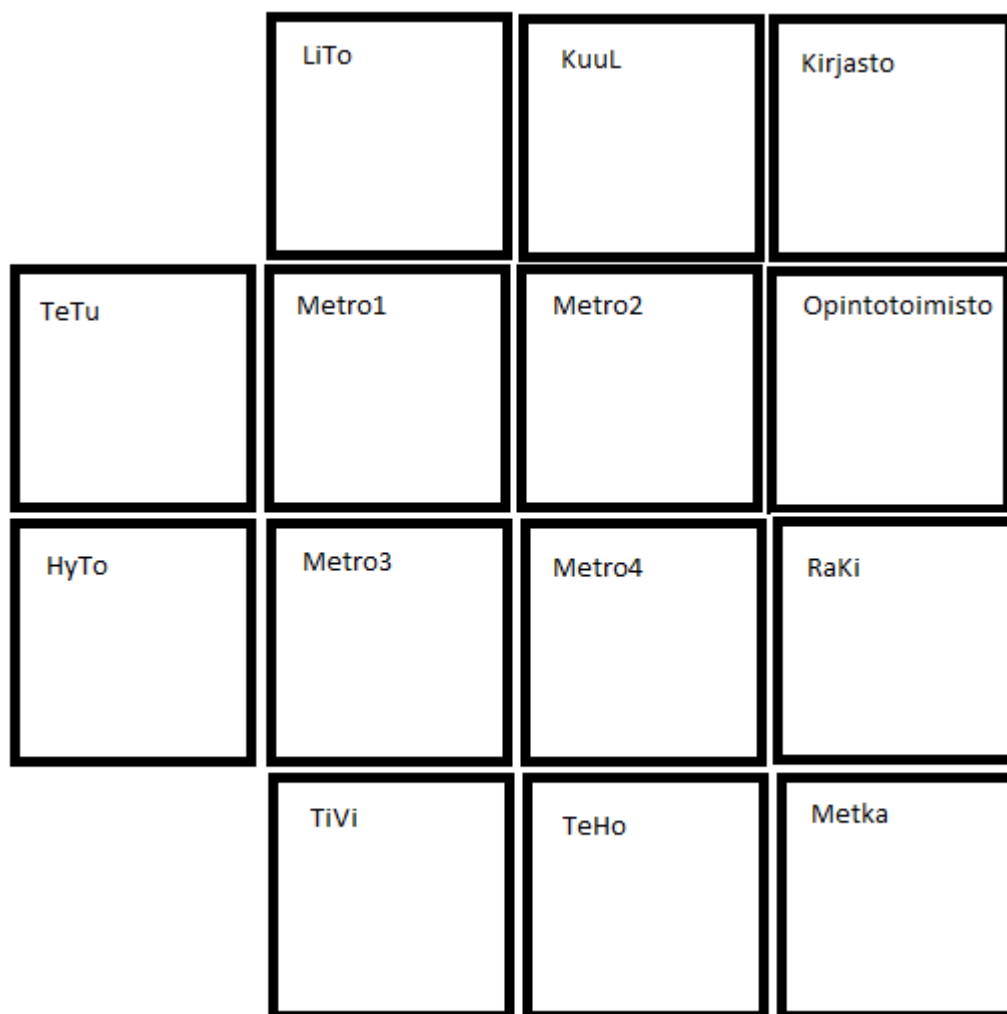 LiTo
KuuL
Kirjasto
TeTu
Metro1
Metro2
Opintotoimisto
HyTo
Metro3
Metro4
RaKi
TiVi
TeHo
Metka